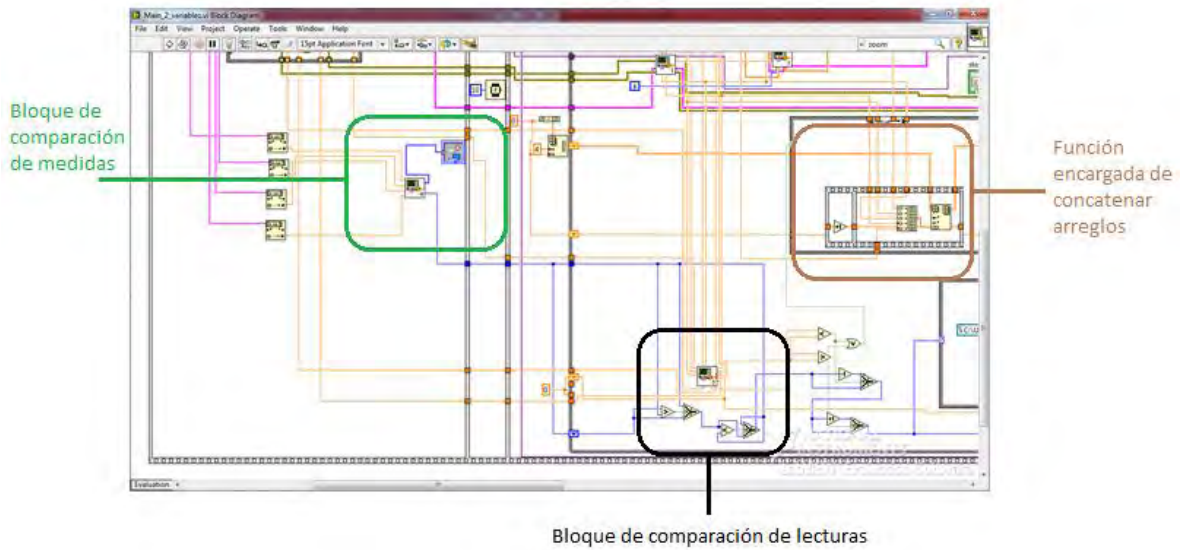 Main_2_variables.vi Block Diagram
File Edit View Project Operate Tools Window Help
15pt Application Font
zoom
Bloque de
comparación
de medidas
Función
encargada de
concatenar
arreglos
Evaluation
Bloque de comparación de lecturas